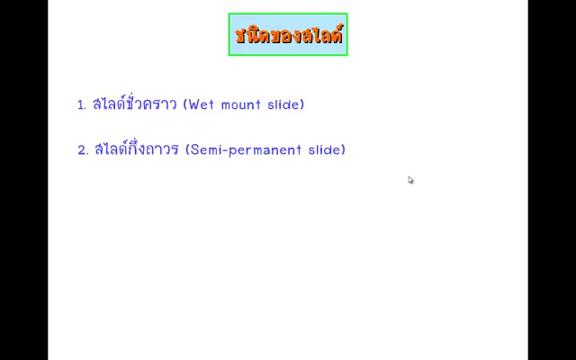 ชนิดของสไลด์
1. สไลด์ชั่วคราว (Wet mount slide)
2. สไลด์กึ่งถาวร (Semi-permanent slide)